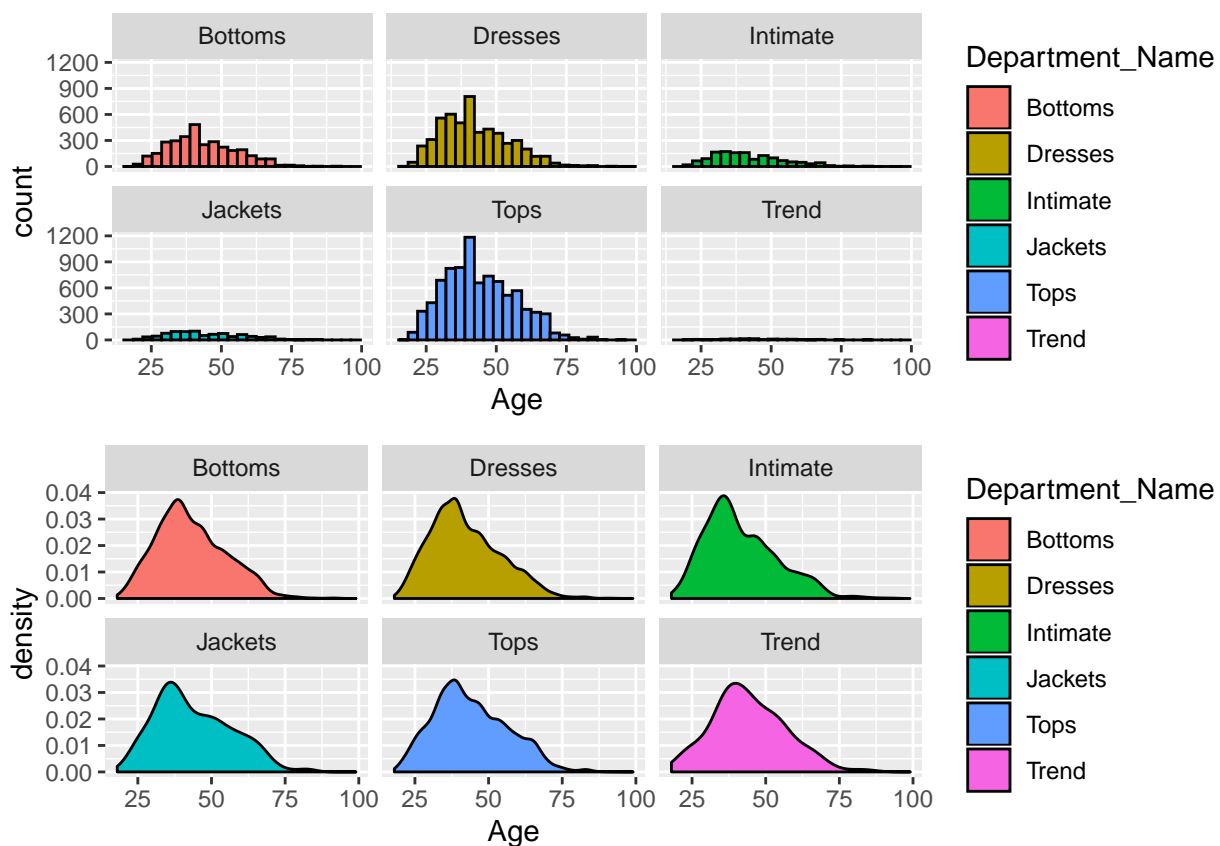 Bottoms Dresses Intimate
1200
900
600
300
0
Jackets Tops Trend
1200
900
600
300
0
25 50 75 100 25 50 75 100 25 50 75 100
count
Age
Department_Name
Bottoms
Dresses
Intimate
Jackets
Tops
Trend
Bottoms Dresses Intimate
0.04
0.03
0.02
0.01
0.00
Jackets Tops Trend
0.04
0.03
0.02
0.01
0.00
25 50 75 100 25 50 75 100 25 50 75 100
density
Age
Department_Name
Bottoms
Dresses
Intimate
Jackets
Tops
Trend